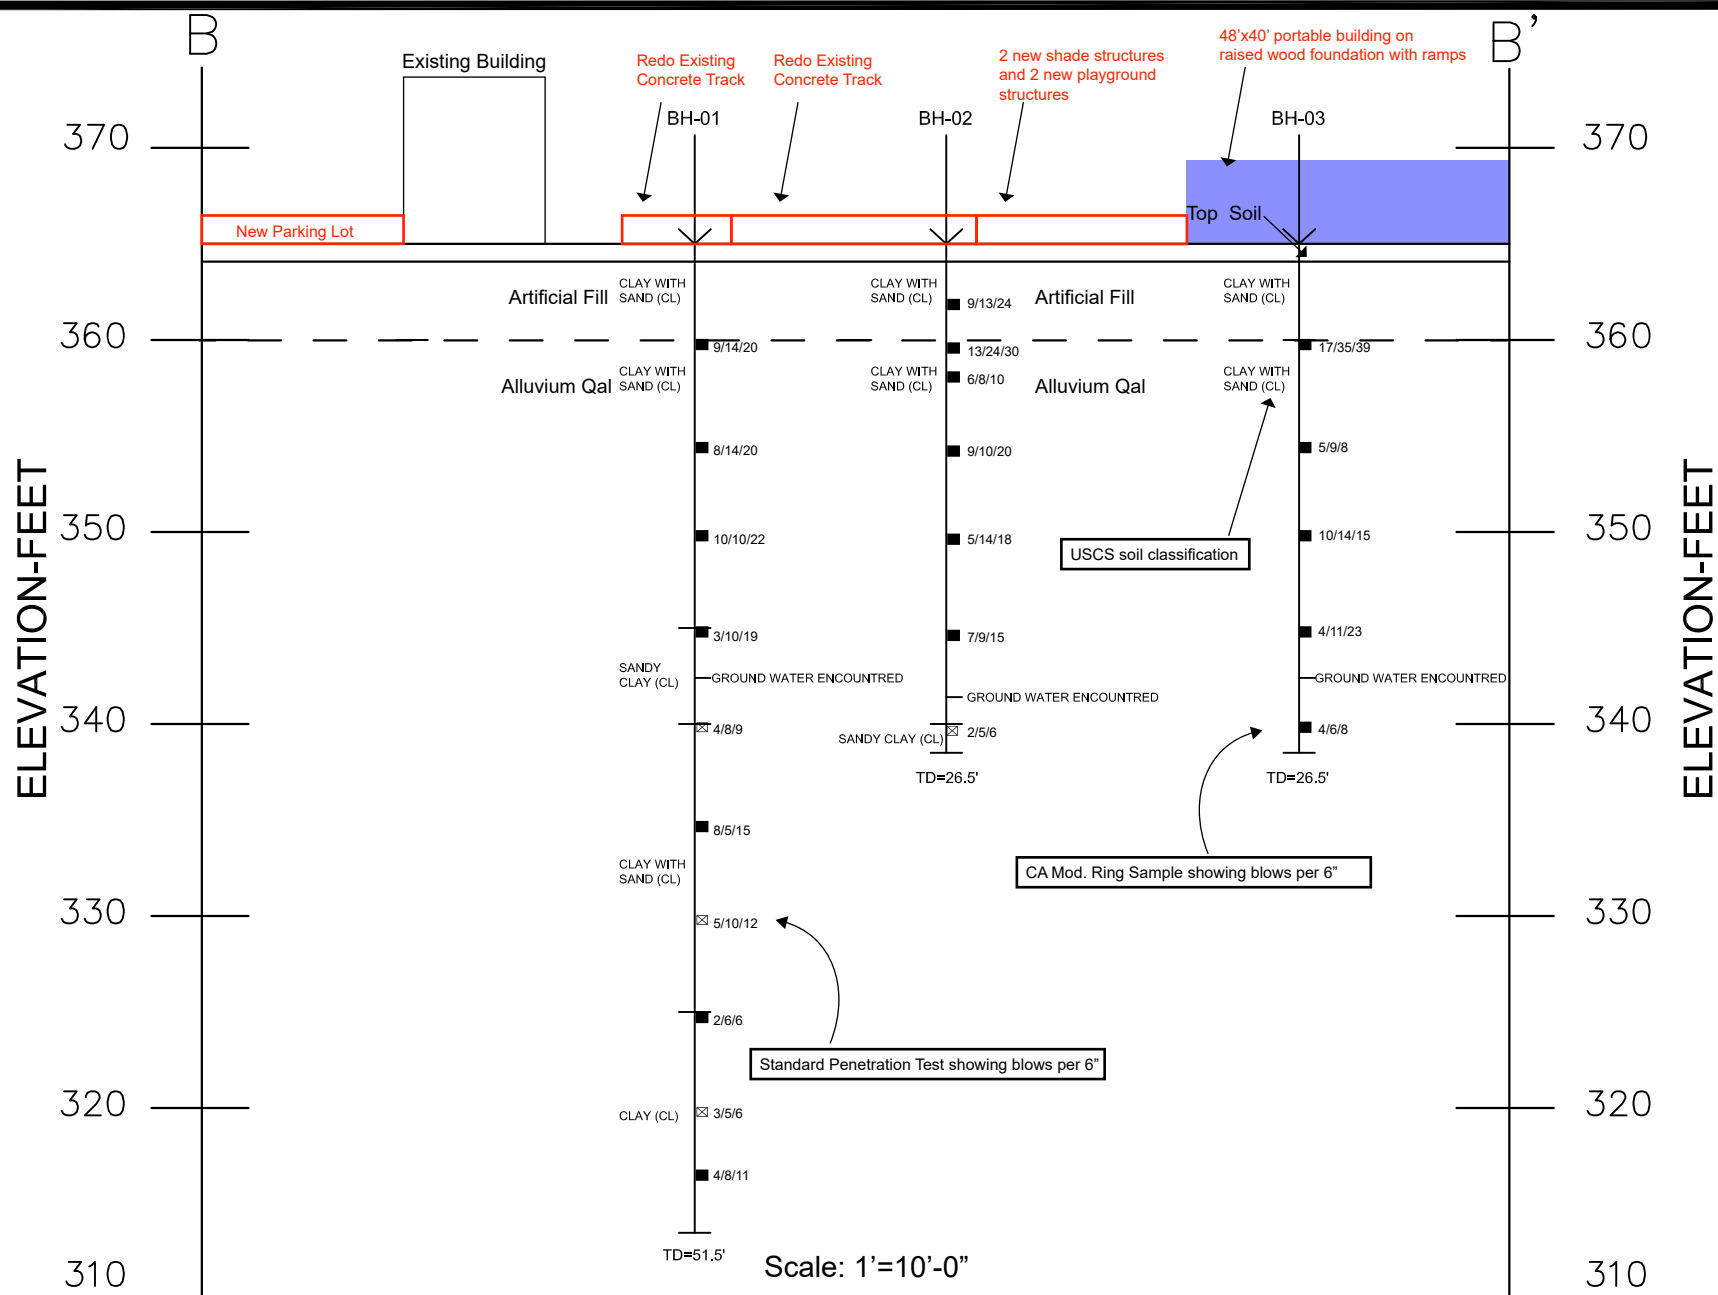 B
B’
Existing Building
Redo Existing
Concrete Track
Redo Existing
Concrete Track
2 new shade structures
and 2 new playground
structures
48'x40' portable building on
raised wood foundation with ramps
BH-01
BH-02
BH-03
370
370
Top Soil
New Parking Lot
Artificial Fill
CLAY WITH
SAND (CL)
CLAY WITH
SAND (CL)
9/13/24
Artificial Fill
CLAY WITH
SAND (CL)
360
360
9/14/20
13/24/30
17/35/39
Alluvium Qal
CLAY WITH
SAND (CL)
CLAY WITH
SAND (CL)
6/8/10
Alluvium Qal
CLAY WITH
SAND (CL)
8/14/20
9/10/20
5/9/8
ELEVATION-FEET
ELEVATION-FEET
350
350
10/10/22
5/14/18
10/14/15
USCS soil classification
3/10/19
7/9/15
4/11/23
SANDY
CLAY (CL)
GROUND WATER ENCOUNTRED
GROUND WATER ENCOUNTRED
GROUND WATER ENCOUNTRED
340
340
4/8/9
SANDY CLAY (CL)
2/5/6
4/6/8
TD=26.5'
TD=26.5'
8/5/15
CLAY WITH
SAND (CL)
CA Mod. Ring Sample showing blows per 6”
330
330
5/10/12
2/6/6
Standard Penetration Test showing blows per 6”
320
320
CLAY (CL)
3/5/6
4/8/11
TD=51.5'
Scale: 1’=10’-0”
310
310